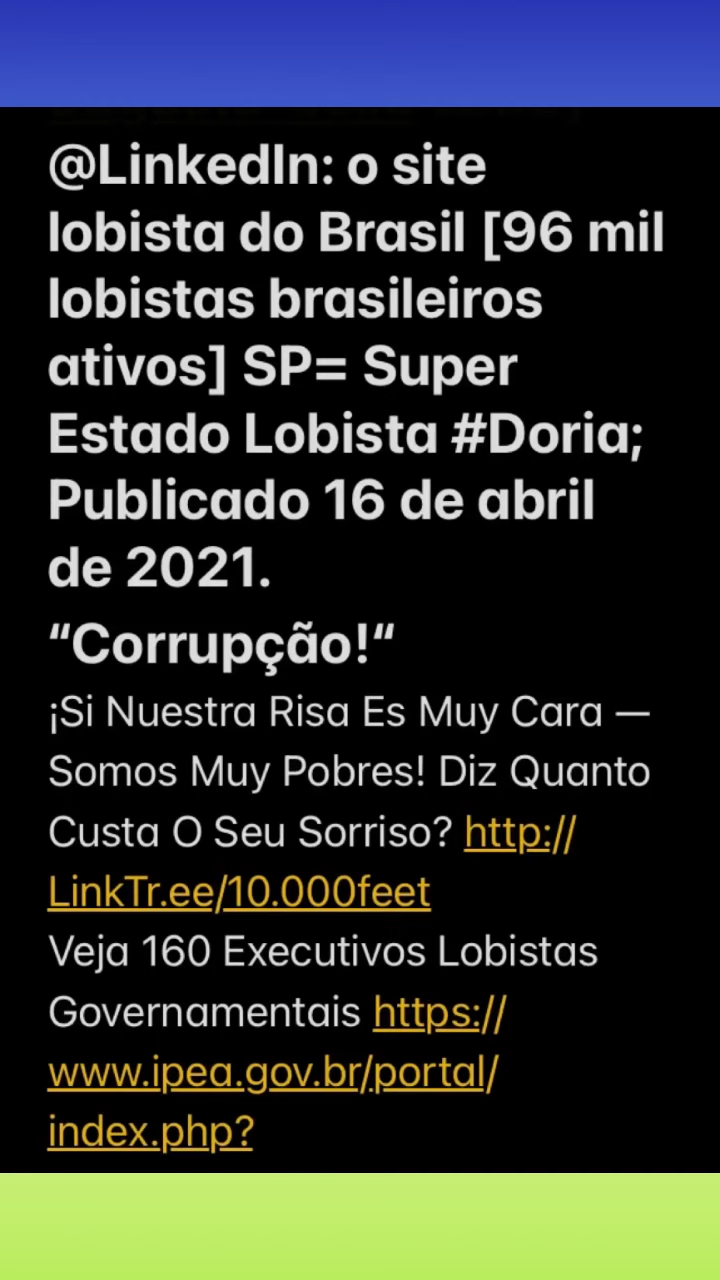 @LinkedIn: o site
lobista do Brasil [96 mil
lobistas brasileiros
ativos] SP= Super
Estado Lobista #Doria;
Publicado 16 de abril
de 2021.
“Corrupção!“
¡Si Nuestra Risa Es Muy Cara —
Somos Muy Pobres! Diz Quanto
Custa O Seu Sorriso? http://
LinkTr.ee/10.000feet
Veja 160 Executivos Lobistas
Governamentais https://
www.ipea.gov.br/portal/
index.php?